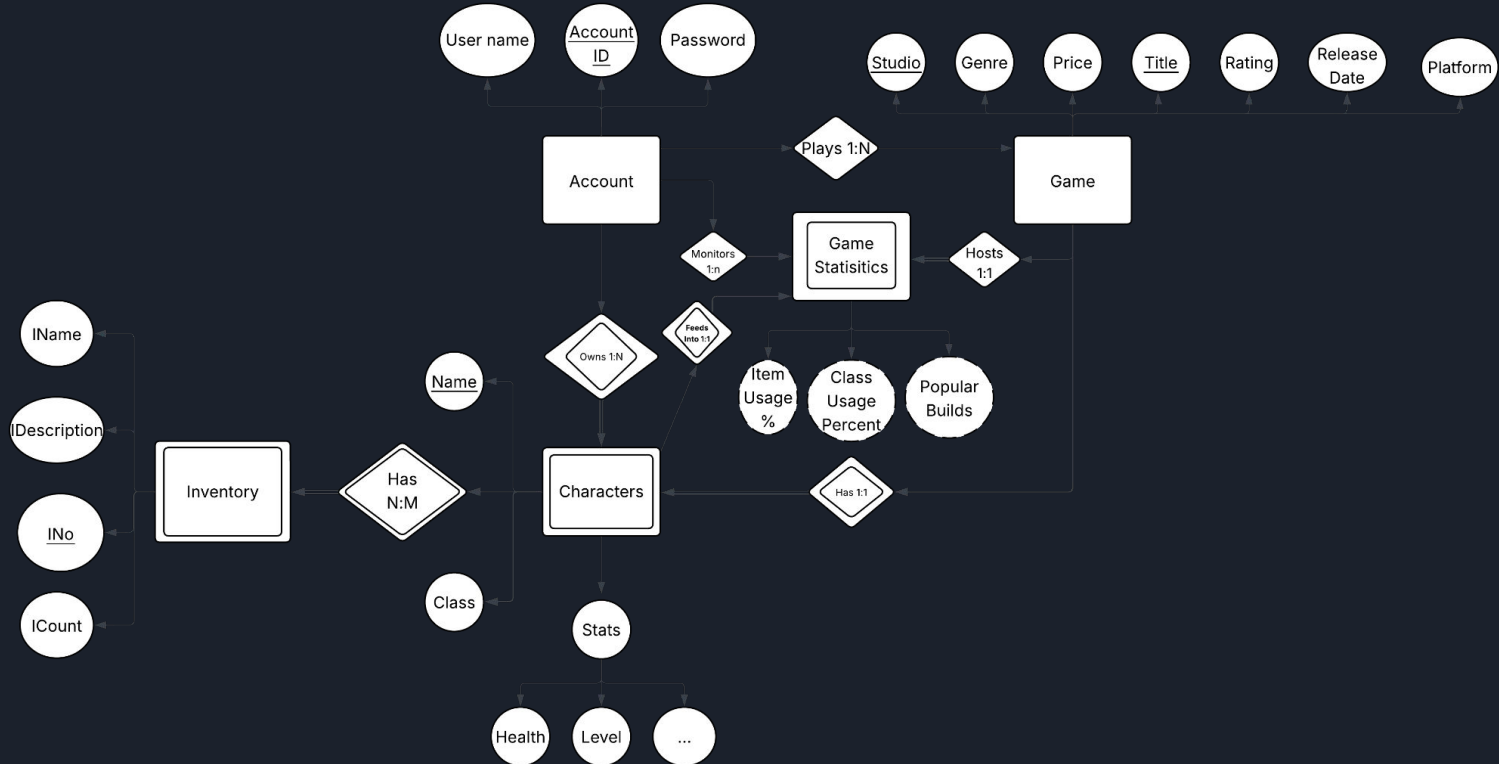 User name
Account
ID
Password
Studio
Genre
Price
Title
Rating
Release
Date
Platform
Account
Plays 1:N
Game
Monitors
1:n
Game
Statisitics
Hosts
1:1
Feeds
Into 1:1
Owns 1:N
Item
Usage
%
Class
Usage
Percent
Popular
Builds
IName
IDescription
INo
ICount
Inventory
Has
N:M
Name
Class
Characters
Has 1:1
Stats
Health
Level
...